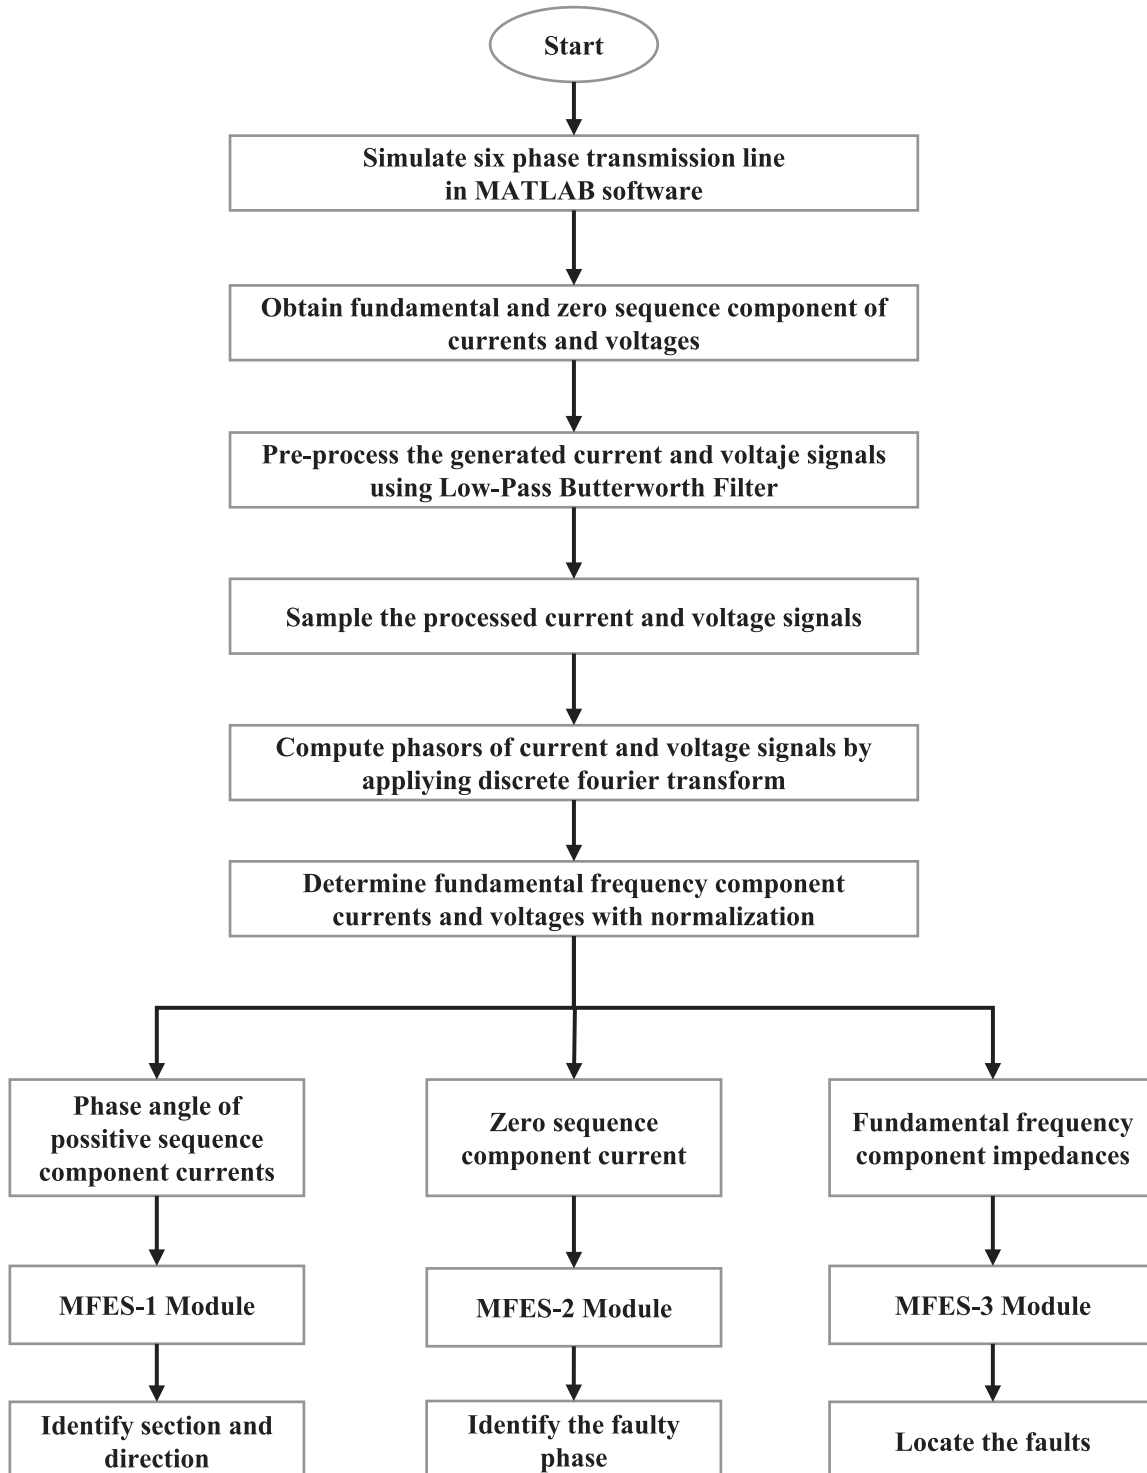 Start
Simulate six phase transmission line
in MATLAB software
Obtain fundamental and zero sequence component of
currents and voltages
Pre-process the generated current and voltaje signals
using Low-Pass Butterworth Filter
Sample the processed current and voltage signals
Compute phasors of current and voltage signals by
appliying discrete fourier transform
Determine fundamental frequency component
currents and voltages with normalization
Phase angle of
possitive sequence
component currents
Zero sequence
component current
Fundamental frequency
component impedances
MFES-1 Module
MFES-2 Module
MFES-3 Module
Identify section and
direction
Identify the faulty
phase
Locate the faults